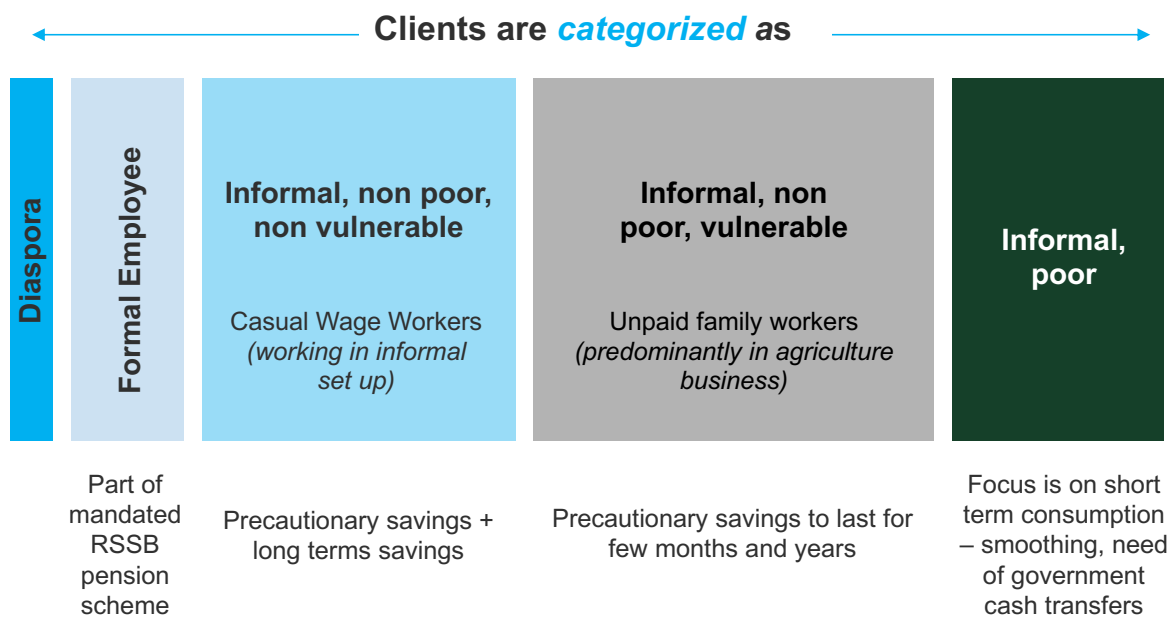 Clients are categorized as
Diaspora
Formal Employee
Informal, non poor,
non vulnerable
Casual Wage Workers
(working in informal
set up)
Informal, non
poor, vulnerable
Unpaid family workers
(predominantly in agriculture
business)
Informal,
poor
Part of
mandated
RSSB
pension
scheme
Precautionary savings +
long terms savings
Precautionary savings to last for
few months and years
Focus is on short
term consumption
– smoothing, need
of government
cash transfers